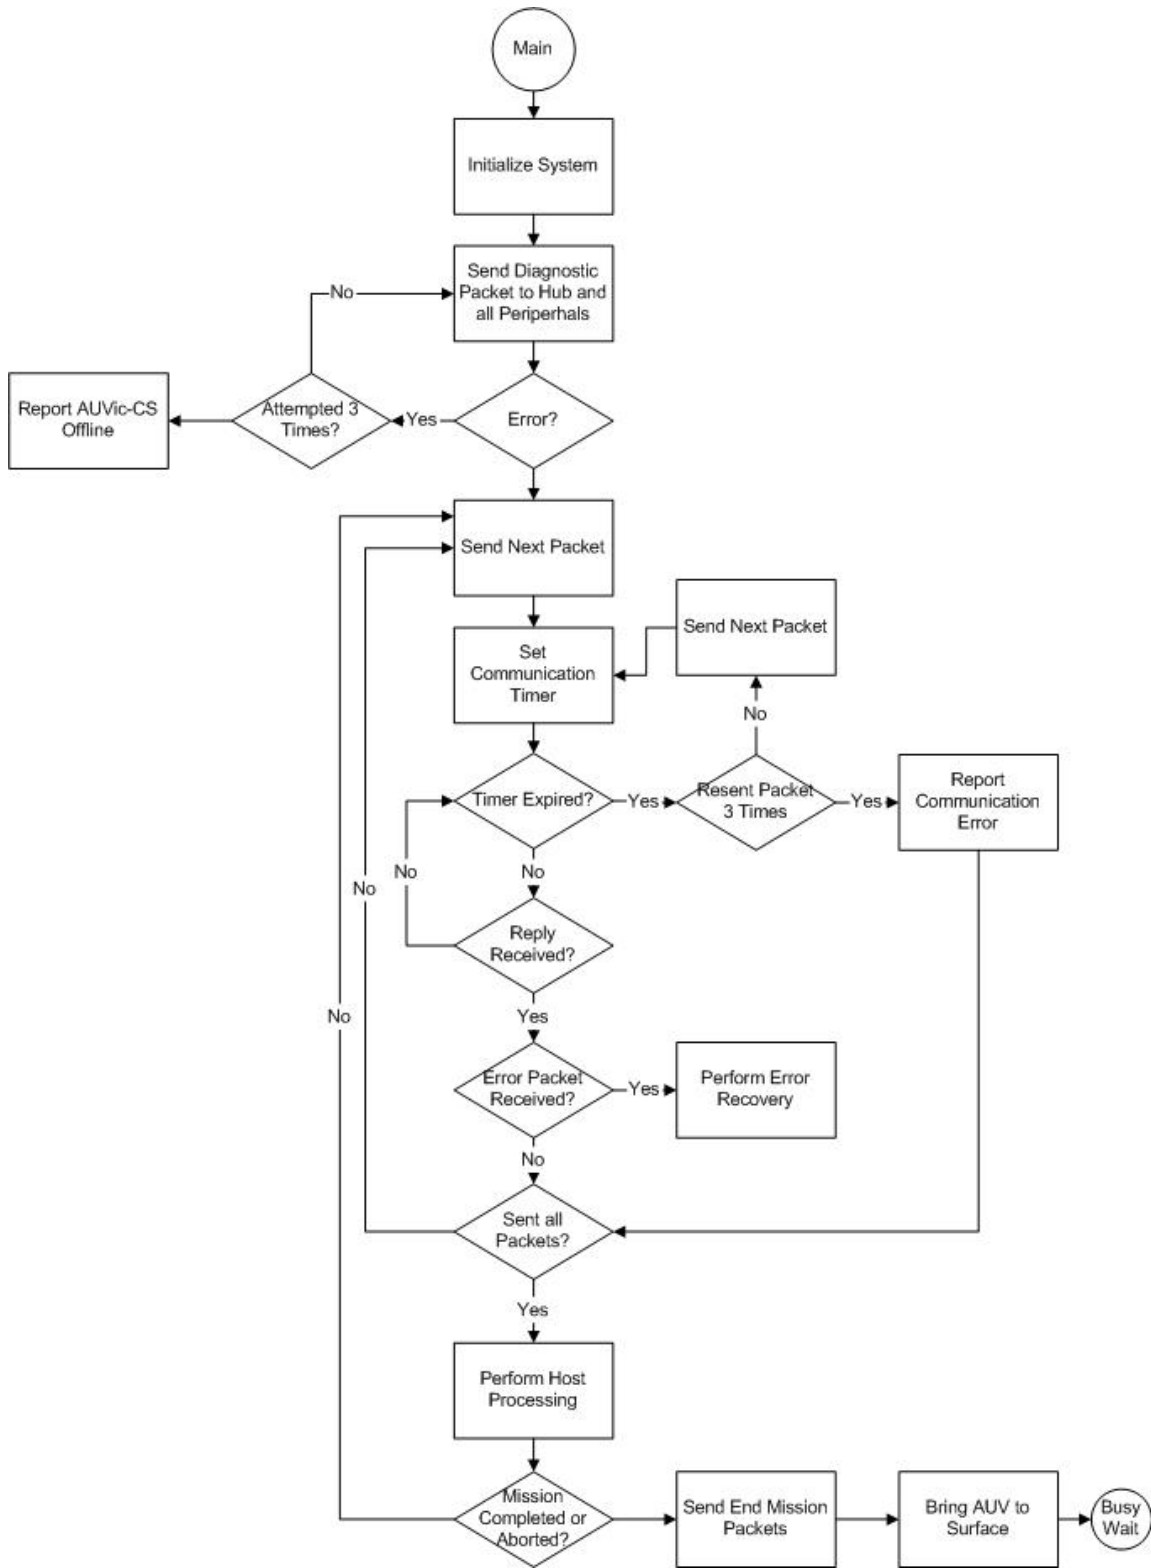 Main
Initialize System
Send Diagnostic
Packet to Hub and
all Periperhals
No
Report AUVic-CS
Offline
Attempted 3
Times?
Yes
Error?
Send Next Packet
Send Next Packet
Set
Communication
Timer
No
Timer Expired?
Yes
Resent Packet
3 Times
Yes
Report
Communication
Error
No
No
No
Reply
Received?
No
Yes
Error Packet
Received?
Yes
Perform Error
Recovery
No
Sent all
Packets?
Yes
Perform Host
Processing
Mission
Completed or
Aborted?
Send End Mission
Packets
Bring AUV to
Surface
Busy
Wait